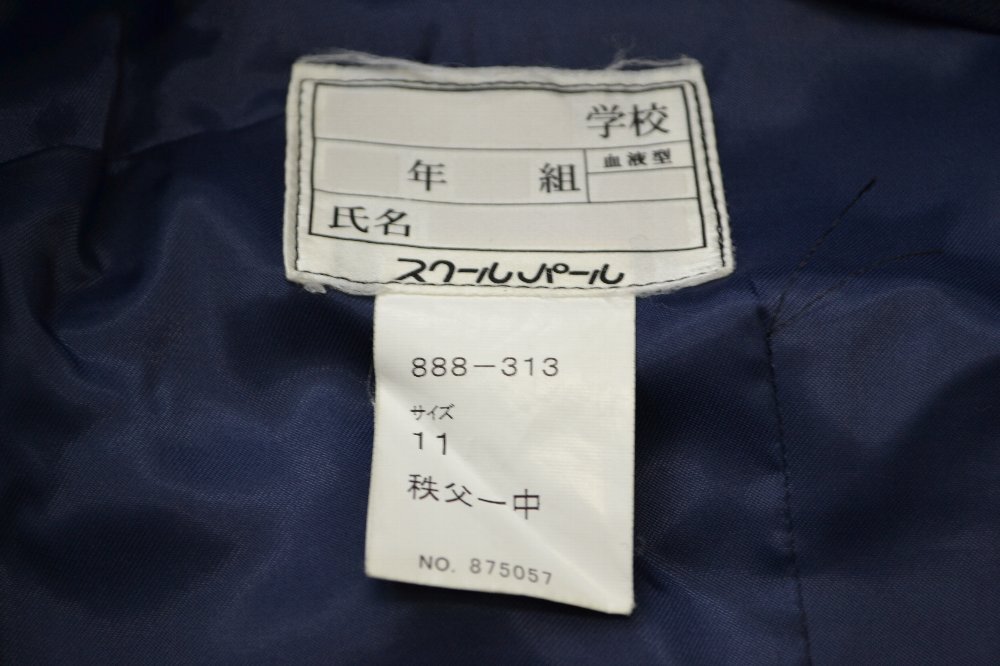 学校
年 組 血液型
氏名
スクールパール
888-313
サイズ
11
秩父一中
NO. 875057